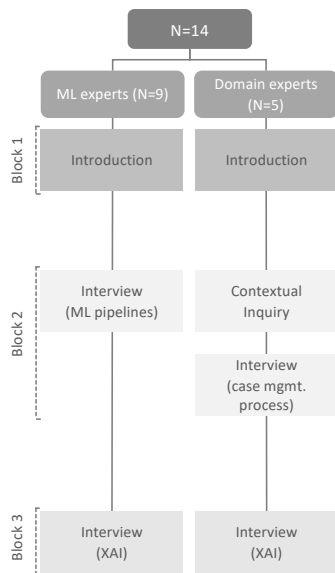 N=14
ML experts (N=9)
Domain experts
(N=5)
Block 1
Introduction
Introduction
Block 2
Interview
(ML pipelines)
Contextual
Inquiry
Interview
(case mgmt.
process)
Block 3
Interview
(XAI)
Interview
(XAI)